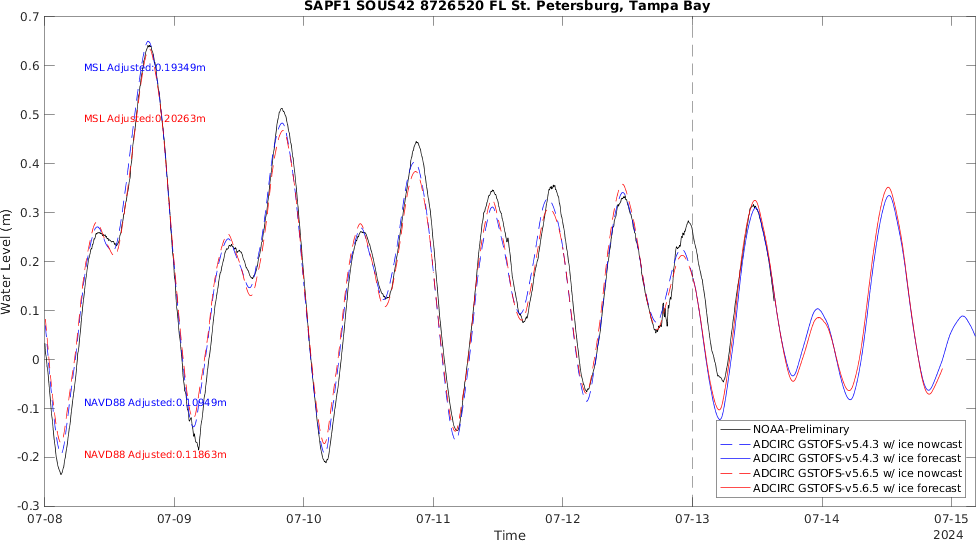 SAPF1 SOUS42 8726520 FL St. Petersburg, Tampa Bay
0.7
0.6
0.5
0.4
0.3
0.2
0.1
0
-0.1
-0.2
-0.3
Water Level (m)
MSL Adjusted:0.19349m
MSL Adjusted:0.20263m
NAVD88 Adjusted:0.10949m
NAVD88 Adjusted:0.11863m
NOAA-Preliminary
ADCIRC GSTOFS-v5.4.3 w/ ice nowcast
ADCIRC GSTOFS-v5.4.3 w/ ice forecast
ADCIRC GSTOFS-v5.6.5 w/ ice nowcast
ADCIRC GSTOFS-v5.6.5 w/ ice forecast
07-08 07-09 07-10 07-11 07-12 07-13 07-14 07-15
Time
2024